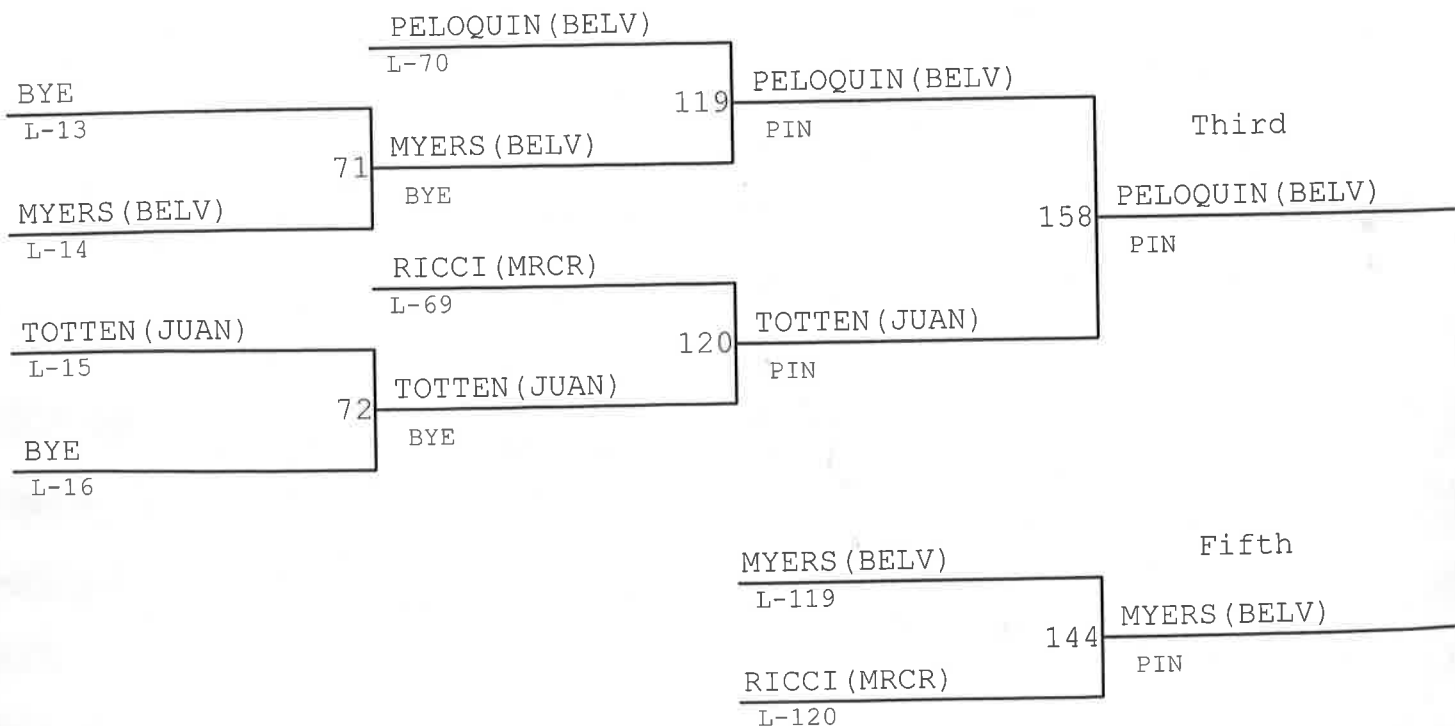 PELOQUIN(BELV)
L-70
BYE
L-13
119
PELOQUIN(BELV)
PIN
Third
71
MYERS(BELV)
BYE
MYERS(BELV)
L-14
158
PELOQUIN(BELV)
PIN
RICCI(MRCR)
L-69
TOTTEN(JUAN)
L-15
120
TOTTEN(JUAN)
PIN
72
TOTTEN(JUAN)
BYE
BYE
L-16
Fifth
MYERS(BELV)
L-119
144
MYERS(BELV)
PIN
RICCI(MRCR)
L-120